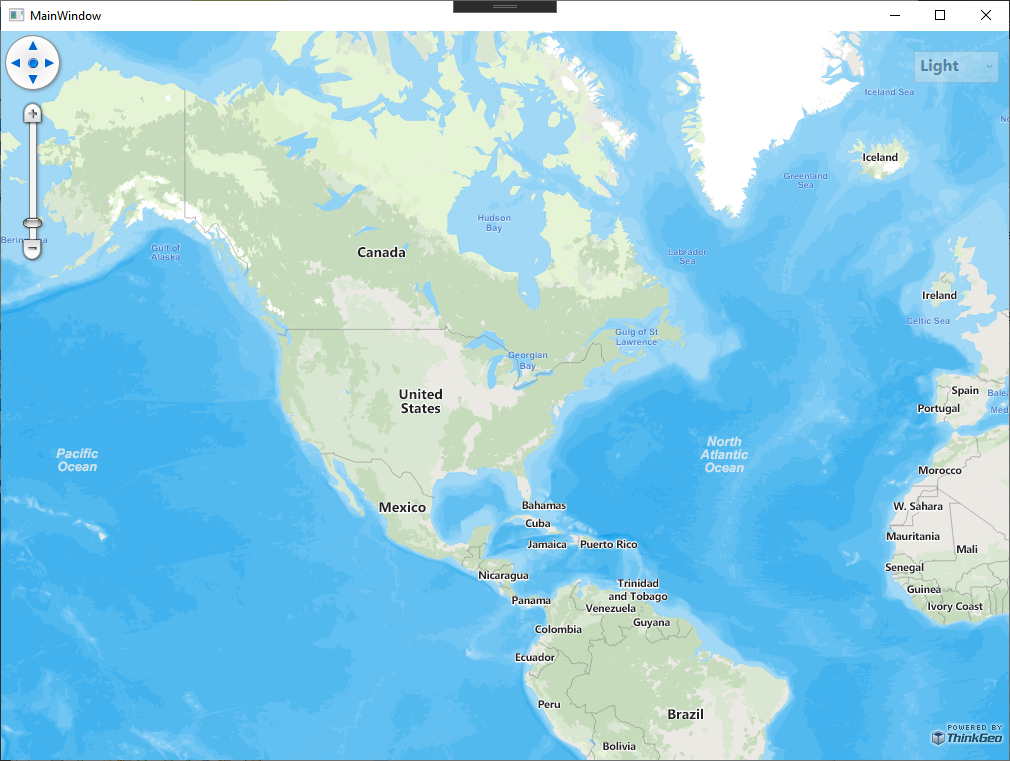 MainWindow
Light
Iceland Sea
Iceland
Greenland
Sea
Hudson
Bay
Gulf of
Alaska
Canada
Labrador
Sea
Ireland
Celtic Sea
Gulg of St
Lawrence
Georgian
Bay
United
States
Spain
Portugal
Pacific
Ocean
North
Atlantic
Ocean
Morocco
Mexico
Bahamas
W. Sahara
Cuba
Mauritania
Jamaica
Puerto Rico
Mali
Senegal
Nicaragua
Trinidad
and Tobago
Guinea
Panama
Venezuela
Ivory Coast
Guyana
Colombia
Ecuador
Peru
Brazil
Bolivia
POWERED BY
ThinkGeo